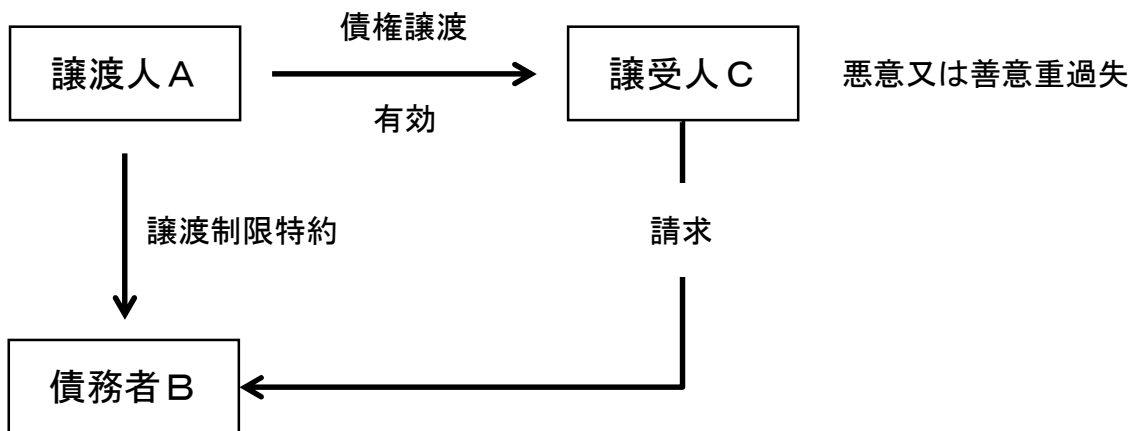 債権譲渡
譲渡人A
譲受人C
悪意又は善意重過失
有効
譲渡制限特約
請求
債務者B